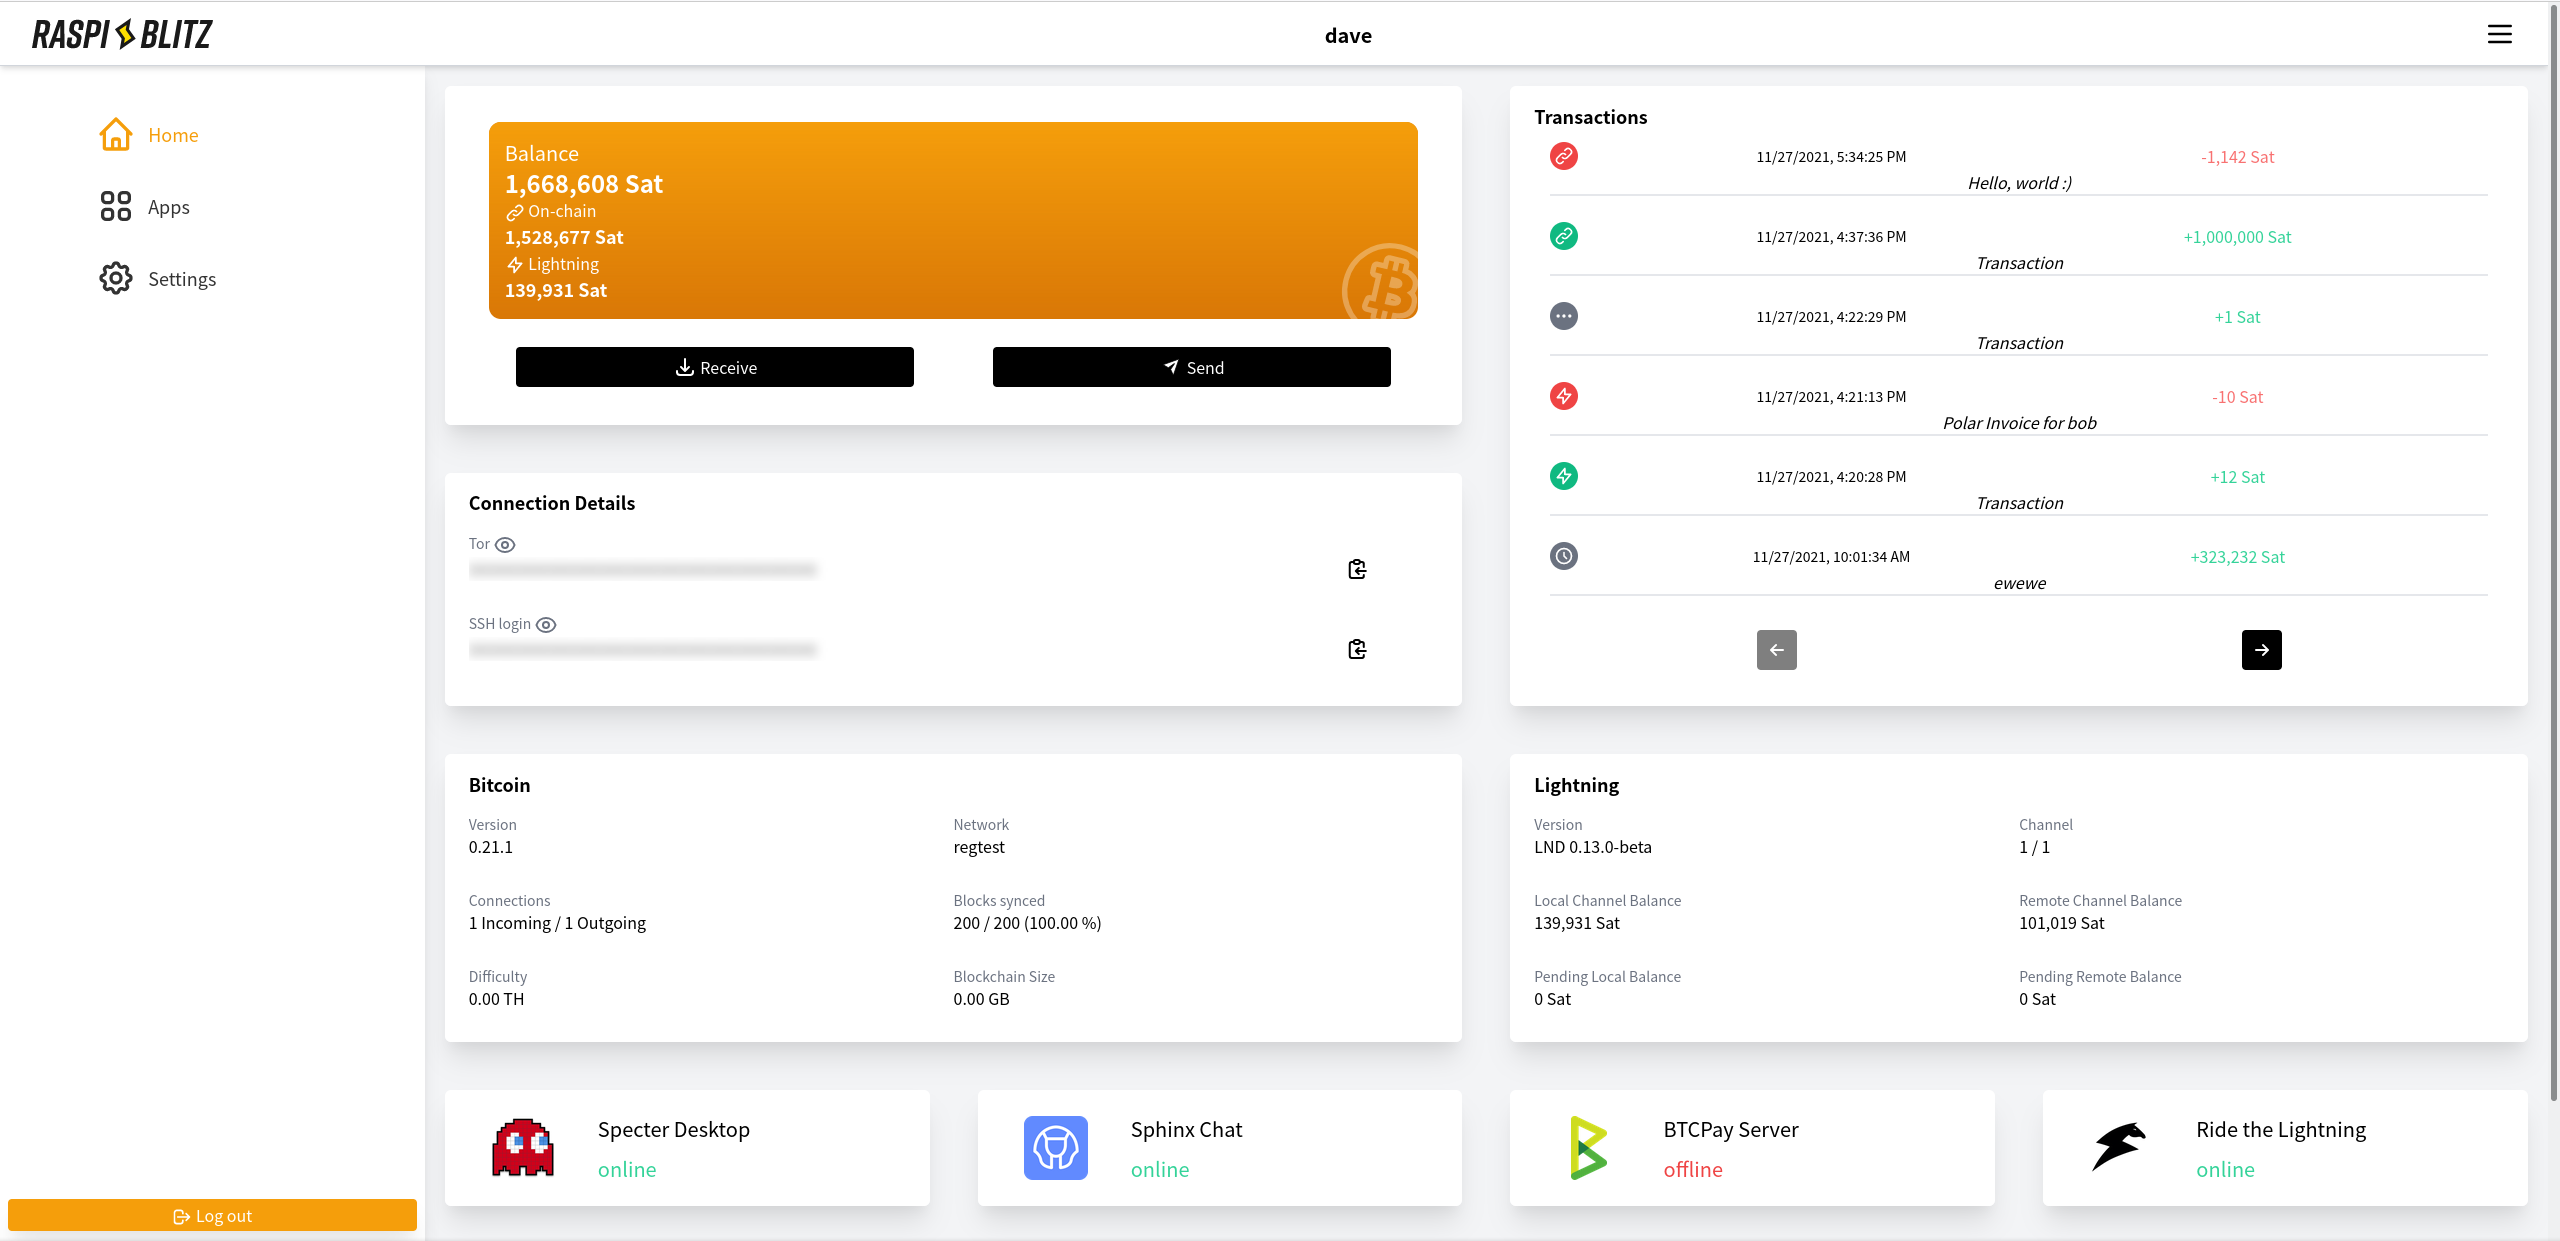 RASPI BLITZ
dave
Home
Apps
Settings
Log out
Balance
1,668,608 Sat
On-chain
1,528,677 Sat
Lightning
139,931 Sat
Receive
Send
Transactions
11/27/2021, 5:34:25 PM -1,142 Sat
Hello, world :)
11/27/2021, 4:37:36 PM +1,000,000 Sat
Transaction
11/27/2021, 4:22:29 PM +1 Sat
Transaction
11/27/2021, 4:21:13 PM -10 Sat
Polar Invoice for bob
11/27/2021, 4:20:28 PM +12 Sat
Transaction
11/27/2021, 10:01:34 AM +323,232 Sat
ewewe
Connection Details
Tor
SSH login
Bitcoin
Version
0.21.1
Network
regtest
Connections
1 Incoming / 1 Outgoing
Blocks synced
200 / 200 (100.00 %)
Difficulty
0.00 TH
Blockchain Size
0.00 GB
Lightning
Version
LND 0.13.0-beta
Channel
1 / 1
Local Channel Balance
139,931 Sat
Remote Channel Balance
101,019 Sat
Pending Local Balance
0 Sat
Pending Remote Balance
0 Sat
Specter Desktop
online
Sphinx Chat
online
BTCPay Server
offline
Ride the Lightning
online